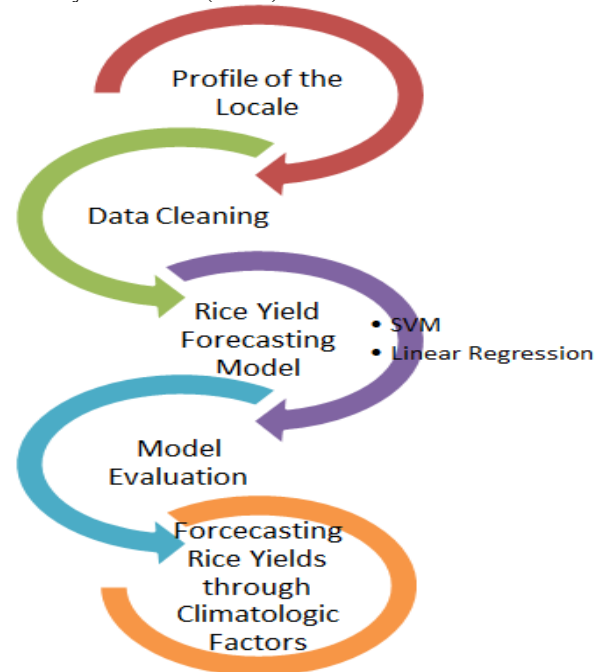 Profile of the
Locale
Data Cleaning
Rice Yield
Forecasting
Model
• SVM
• Linear Regression
Model
Evaluation
Forcecasting
Rice Yields
through
Climatologic
Factors